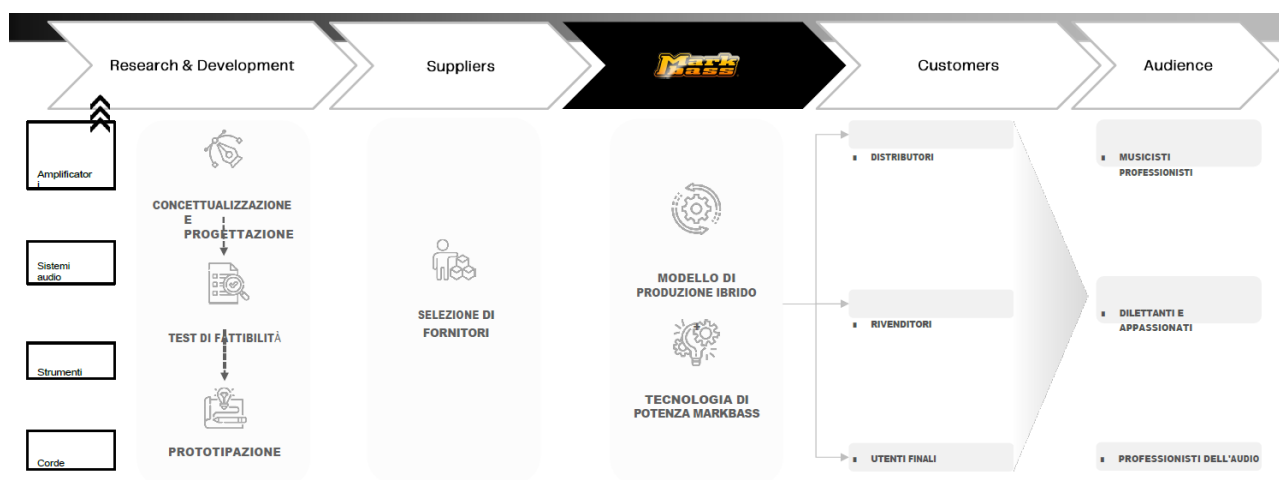 Research & Development
Suppliers
Mark
bass
Customers
Audience
Amplificator
i
Sistemi
audio
Strumenti
Corde
CONCETTUALIZZAZIONE
E
PROGETTAZIONE
TEST DI FATTIBILITÀ
PROTOTIPAZIONE
SELEZIONE DI
FORNITORI
MODELLO DI
PRODUZIONE IBRIDO
TECNOLOGIA DI
POTENZA MARKBASS
DISTRIBUTORI
RIVENDITORI
UTENTI FINALI
MUSICISTI
PROFESSIONISTI
DILETTANTI E
APPASSIONATI
PROFESSIONISTI DELL'AUDIO